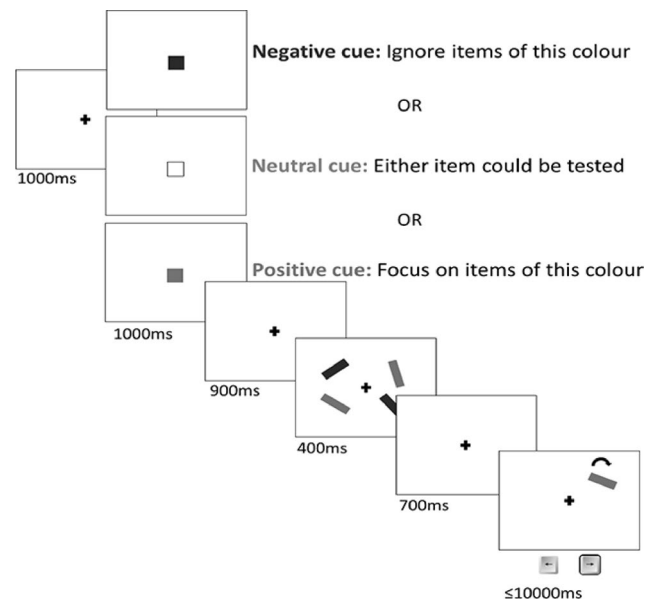 Negative cue: Ignore items of this colour
OR
1000ms
Neutral cue: Either item could be tested
OR
Positive cue: Focus on items of this colour
1000ms
900ms
400ms
700ms
≤10000ms